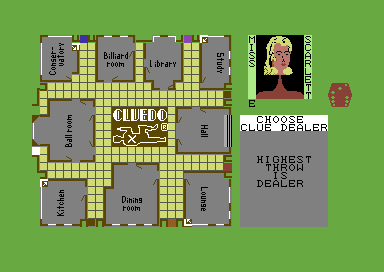 Conser-
vatory
Billiard
room
Library
Study
MISS
SCARLETT
E
CHOOSE
CLUE DEALER
Ball room
CLUEDO
®
Hall
HIGHEST
THROW
IS
DEALER
Kitchen
Dining
room
Lounge